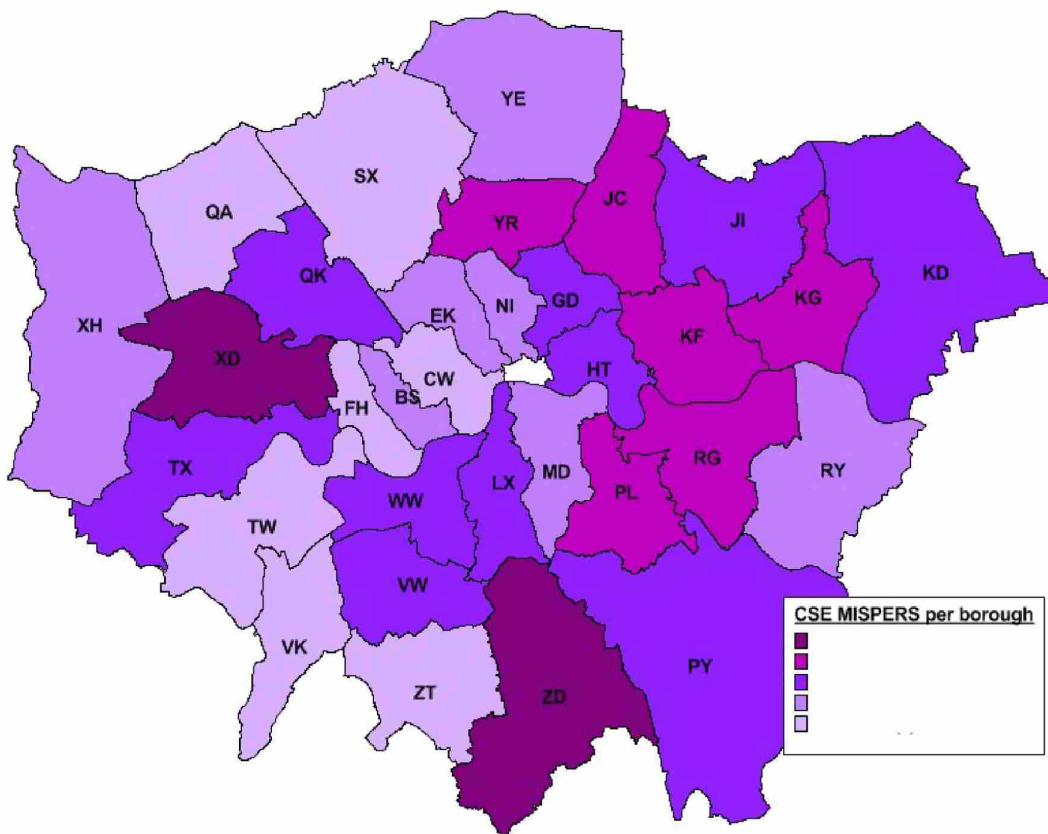 YE
SX
QA
JC
JI
YR
KD
QK
KG
GD
NI
EK
XH
KF
XD
CW
HT
BS
FH
RG
MD
RY
TX
LX
PL
WW
TW
VW
VK
PY
ZT
ZD
CSE MISPERS per borough